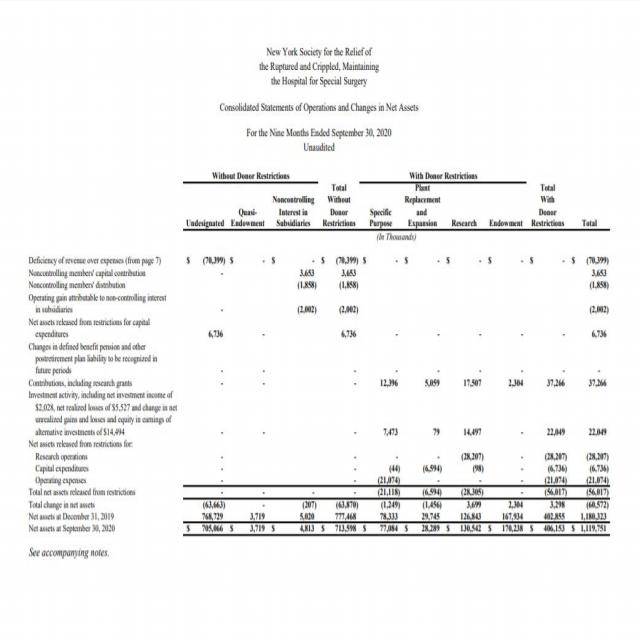 New York Society for the Relief of
the Ruptured and Crippled, Maintaining
the Hospital for Special Surgery
Consolidated Statements of Operations and Changes in Net Assets
For the Nine Months Ended September 30, 2020
Unaudited
Without Donor Restrictions With Donor Restrictions
Total Plant Total
Noncontrolling Without Replacement With
Quasi- Interest in Donor Specific and Donor
Undesignated Endowment Subsidiaries Restrictions Purpose Expansion Research Endowment Restrictions Total
(In Thousands)
Deficiency of revenue over expenses (from page 7) $ (70,399) $ - $ - $ (70,399) $ - $ - $ - $ - $ - $ (70,399)
Noncontrolling members' capital contribution - 3,653 3,653 3,653
Noncontrolling members' distribution - (1,858) (1,858) (1,858)
Operating gain attributable to non-controlling interest
in subsidiaries - (2,002) (2,002) (2,002)
Net assets released from restrictions for capital
expenditures 6,736 - 6,736 - - - - - 6,736
Changes in defined benefit pension and other
postretirement plan liability to be recognized in
future periods - - - - - - - - -
Contributions, including research grants - - - 12,396 5,059 17,507 2,304 37,266 37,266
Investment activity, including net investment income of
$2,028, net realized losses of $5,527 and change in net
unrealized gains and losses and equity in earnings of
alternative investments of $14,494 - - - 7,473 79 14,497 - 22,049 22,049
Net assets released from restrictions for:
Research operations - - - (28,207) (28,207) (28,207)
Capital expenditures - - (44) (6,594) (98) (6,736) (6,736)
Operating expenses - - (21,074) (21,074) (21,074)
Total net assets released from restrictions - - - - (21,118) (6,594) (28,305) - (56,017) (56,017)
Total change in net assets (63,663) - (207) (63,870) (1,249) (1,456) 3,699 2,304 3,298 (60,572)
Net assets at December 31, 2019 768,729 3,719 5,020 777,468 78,333 29,745 126,843 167,934 402,855 1,180,323
Net assets at September 30, 2020 $ 705,066 $ 3,719 $ 4,813 $ 713,598 $ 77,084 $ 28,289 $ 130,542 $ 170,238 $ 406,153 $ 1,119,751
See accompanying notes.